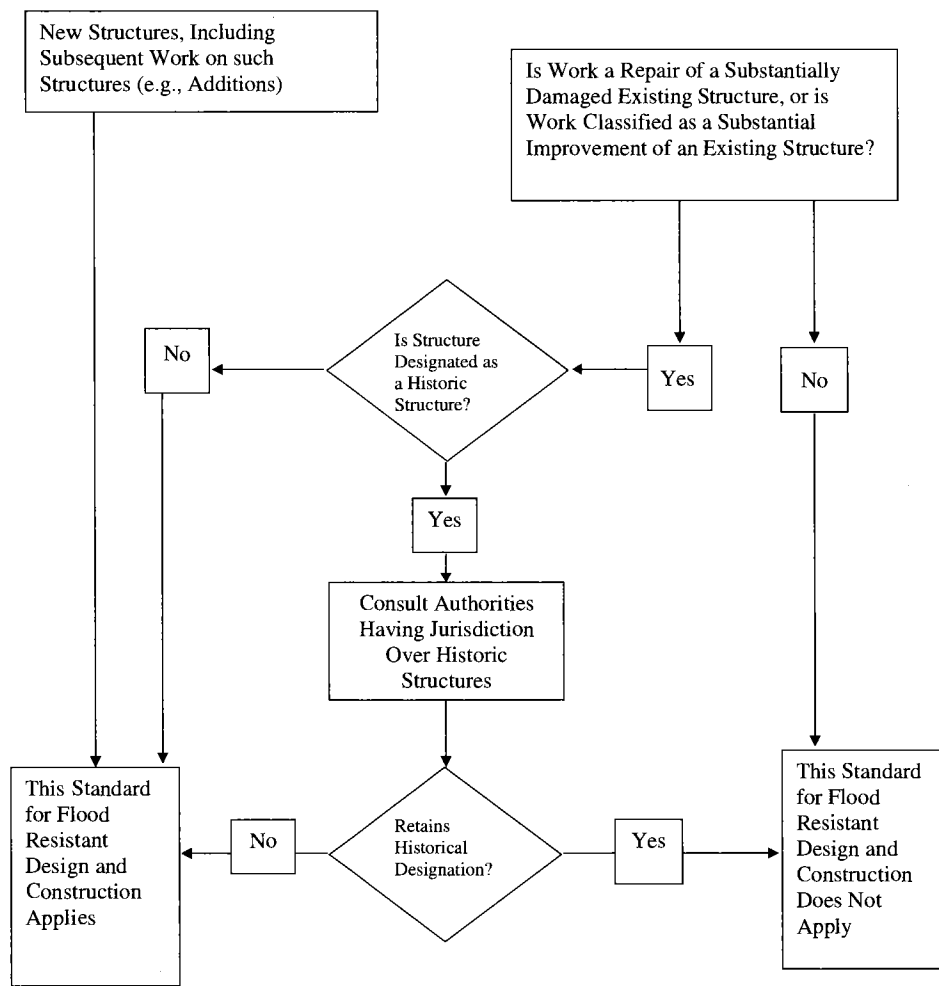 New Structures, Including
Subsequent Work on such
Structures (e.g., Additions)
Is Work a Repair of a Substantially
Damaged Existing Structure, or is
Work Classified as a Substantial
Improvement of an Existing Structure?
Is Structure
Designated as
a Historic
Structure?
No
Yes
No
Yes
Consult Authorities
Having Jurisdiction
Over Historic
Structures
This Standard
for Flood
Resistant
Design and
Construction
Applies
No
Retains
Historical
Designation?
Yes
This Standard
for Flood
Resistant
Design and
Construction
Does Not
Apply